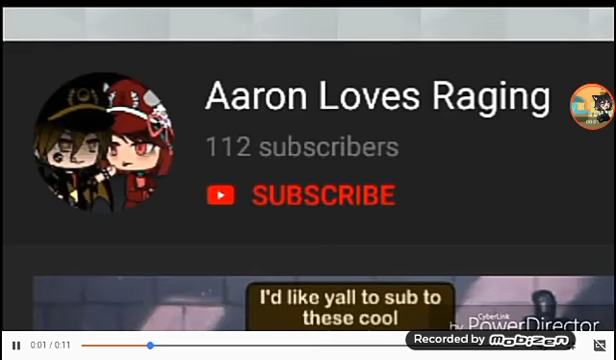 Aaron Loves Raging
112 subscribers
SUBSCRIBE
I'd like yall to sub to
these cool
CyberLink
by PowerDirector
Recorded by MOBIZEN
0:01 / 0:11